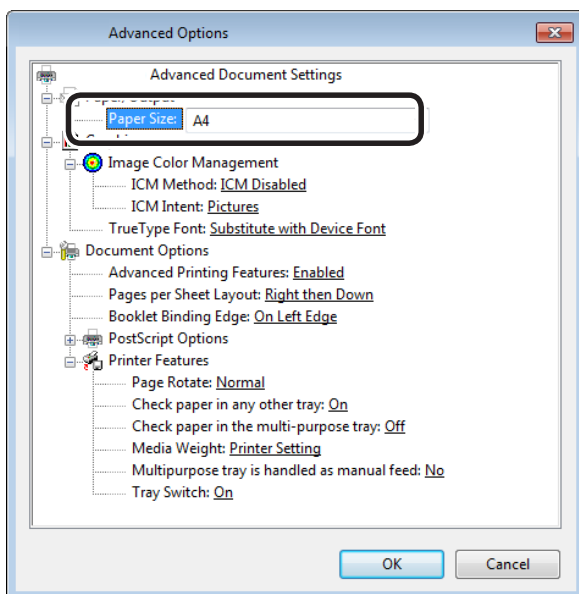 Advanced Options
Advanced Document Settings
Paper Size: A4
Image Color Management
ICM Method: ICM Disabled
ICM Intent: Pictures
TrueType Font: Substitute with Device Font
Document Options
Advanced Printing Features: Enabled
Pages per Sheet Layout: Right then Down
Booklet Binding Edge: On Left Edge
PostScript Options
Printer Features
Page Rotate: Normal
Check paper in any other tray: On
Check paper in the multi-purpose tray: Off
Media Weight: Printer Setting
Multipurpose tray is handled as manual feed: No
Tray Switch: On
OK Cancel